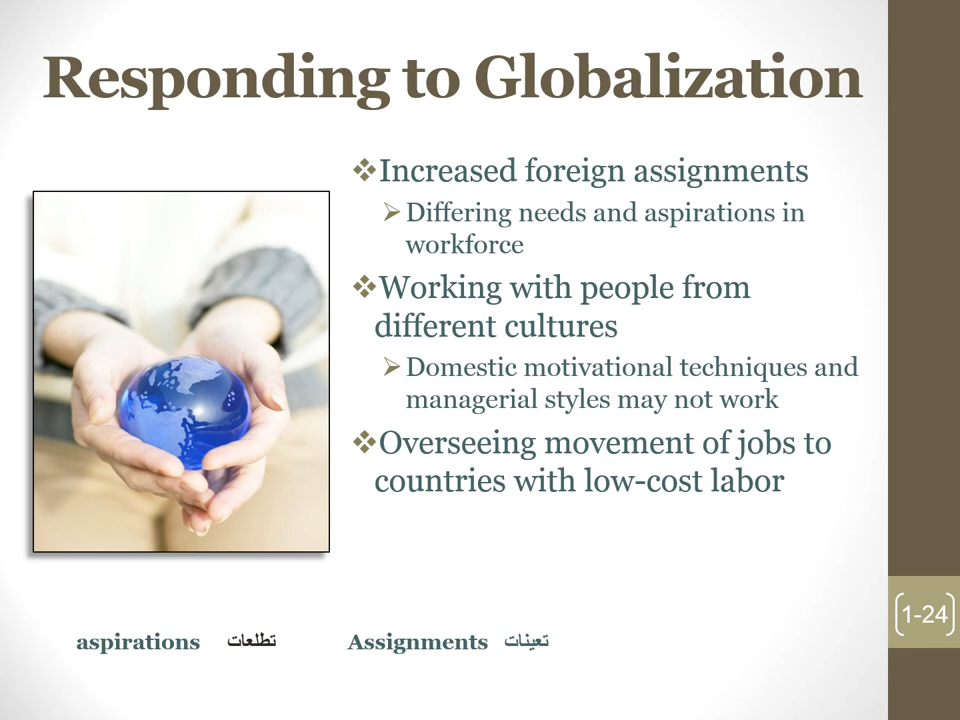 Responding to Globalization
❖Increased foreign assignments
➢Differing needs and aspirations in
workforce
❖Working with people from
different cultures
➢Domestic motivational techniques and
managerial styles may not work
❖Overseeing movement of jobs to
countries with low-cost labor
1-24
aspirations تطلعات Assignments تعينات